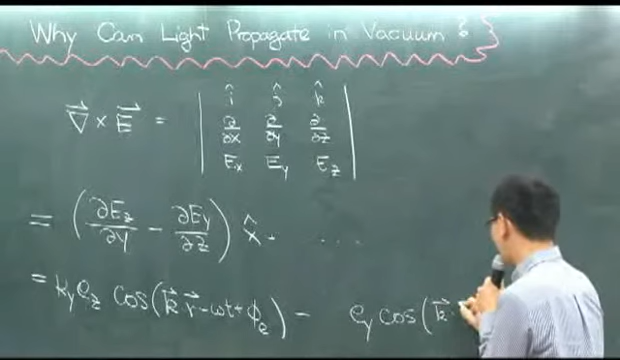 Why Can Light Propagate in Vacuum?
∇⃗ × E⃗ = | î ĵ k̂ |
| ∂/∂x ∂/∂y ∂/∂z |
| Ex Ey Ez |
= (∂Ez/∂y − ∂Ey/∂z) x̂ - ....
= ky ez cos(k⃗ r⃗ − ωt + ϕe) − ey cos(k⃗ ·